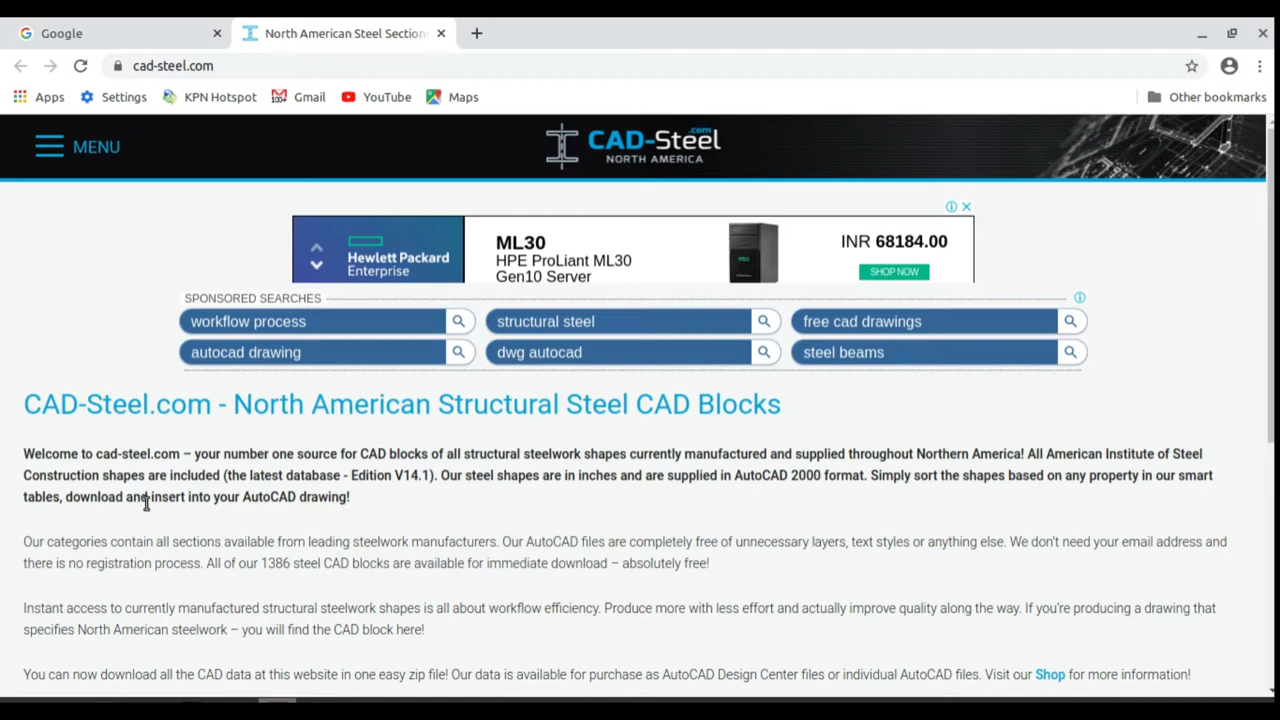 Google
North American Steel Section
cad-steel.com
Apps Settings KPN Hotspot Gmail YouTube Maps Other bookmarks
MENU
CAD-Steel.com
NORTH AMERICA
Hewlett Packard
Enterprise
ML30
HPE ProLiant ML30
Gen10 Server
INR 68184.00
SHOP NOW
SPONSORED SEARCHES
workflow process structural steel free cad drawings
autocad drawing dwg autocad steel beams
CAD-Steel.com - North American Structural Steel CAD Blocks
Welcome to cad-steel.com – your number one source for CAD blocks of all structural steelwork shapes currently manufactured and supplied throughout Northern America! All American Institute of Steel
Construction shapes are included (the latest database - Edition V14.1). Our steel shapes are in inches and are supplied in AutoCAD 2000 format. Simply sort the shapes based on any property in our smart
tables, download and insert into your AutoCAD drawing!
Our categories contain all sections available from leading steelwork manufacturers. Our AutoCAD files are completely free of unnecessary layers, text styles or anything else. We don't need your email address and
there is no registration process. All of our 1386 steel CAD blocks are available for immediate download – absolutely free!
Instant access to currently manufactured structural steelwork shapes is all about workflow efficiency. Produce more with less effort and actually improve quality along the way. If you're producing a drawing that
specifies North American steelwork – you will find the CAD block here!
You can now download all the CAD data at this website in one easy zip file! Our data is available for purchase as AutoCAD Design Center files or individual AutoCAD files. Visit our Shop for more information!